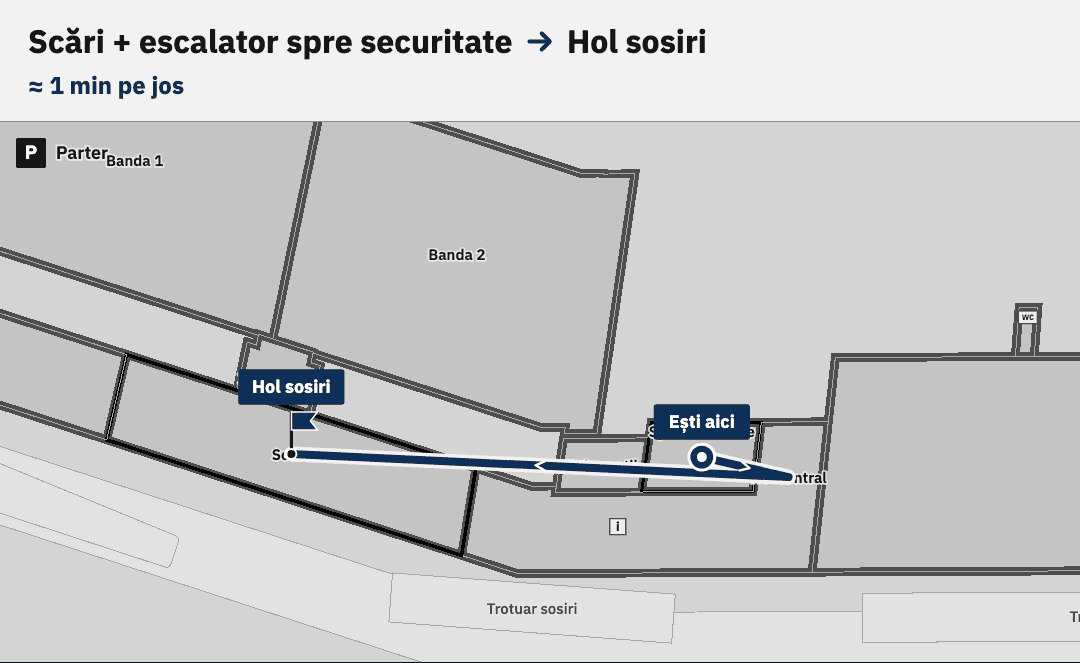 Scări + escalator spre securitate → Hol sosiri
≈ 1 min pe jos
P Parter
Banda 1
Banda 2
WC
Hol sosiri
Ești aici
i
Trotuar sosiri